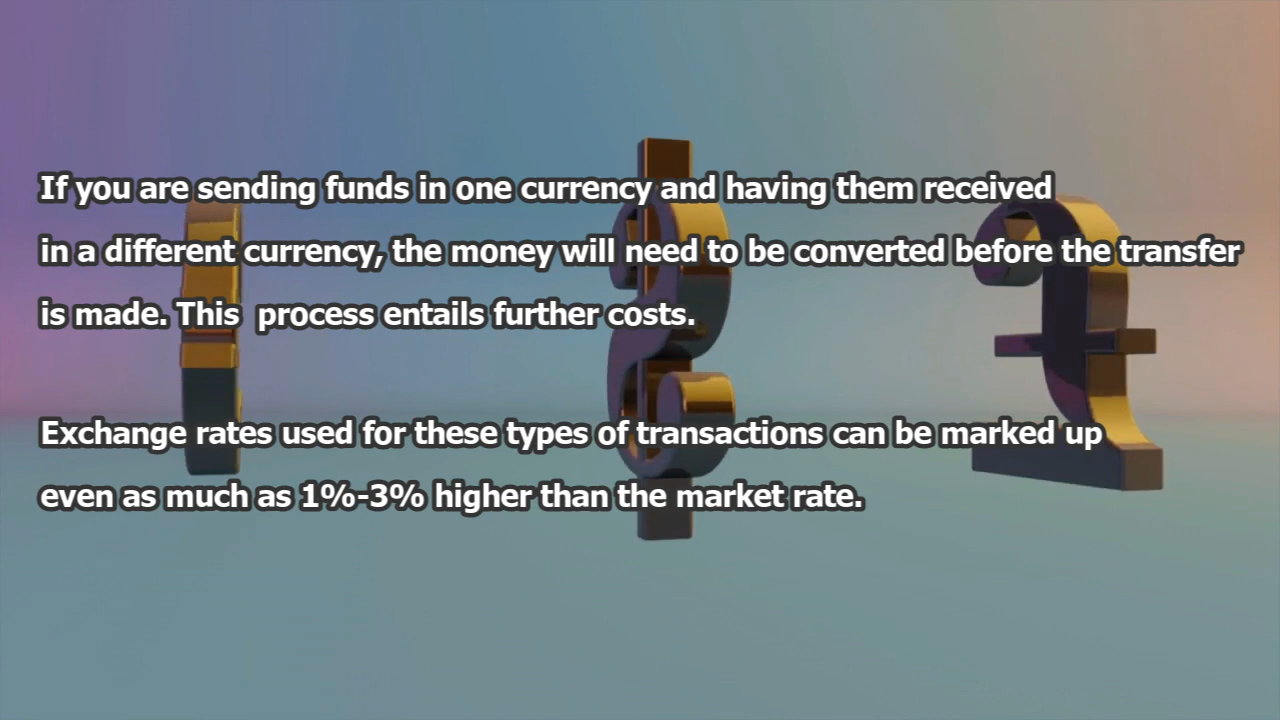 If you are sending funds in one currency and having them received
in a different currency, the money will need to be converted before the transfer
is made. This  process entails further costs.
Exchange rates used for these types of transactions can be marked up
even as much as 1%-3% higher than the market rate.